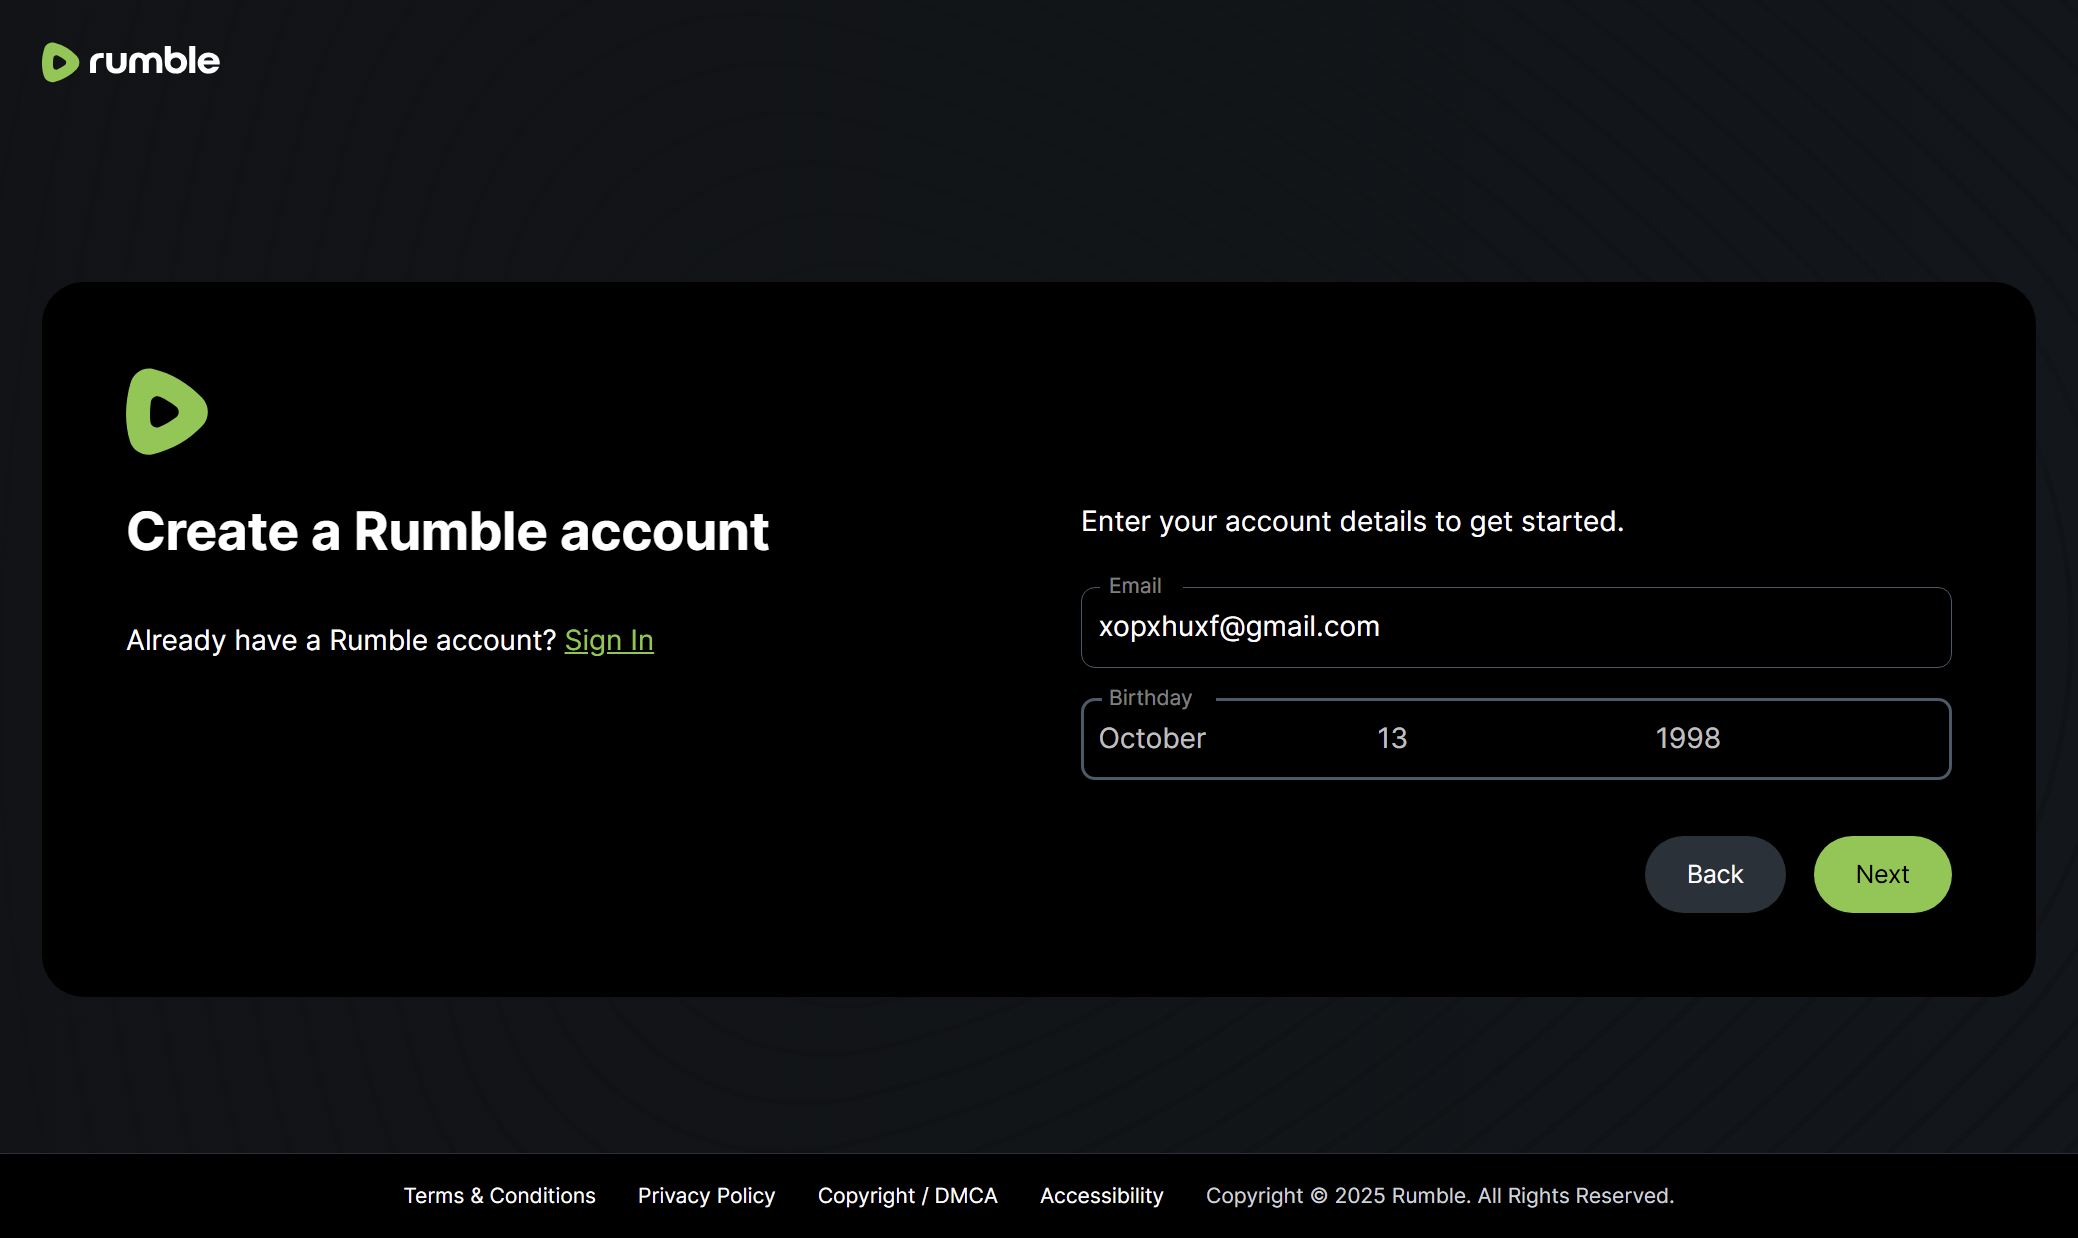 rumble
Create a Rumble account
Already have a Rumble account? Sign In
Enter your account details to get started.
Email
xopxhuxf@gmail.com
Birthday
October 13 1998
Back Next
Terms & Conditions Privacy Policy Copyright / DMCA Accessibility Copyright © 2025 Rumble. All Rights Reserved.